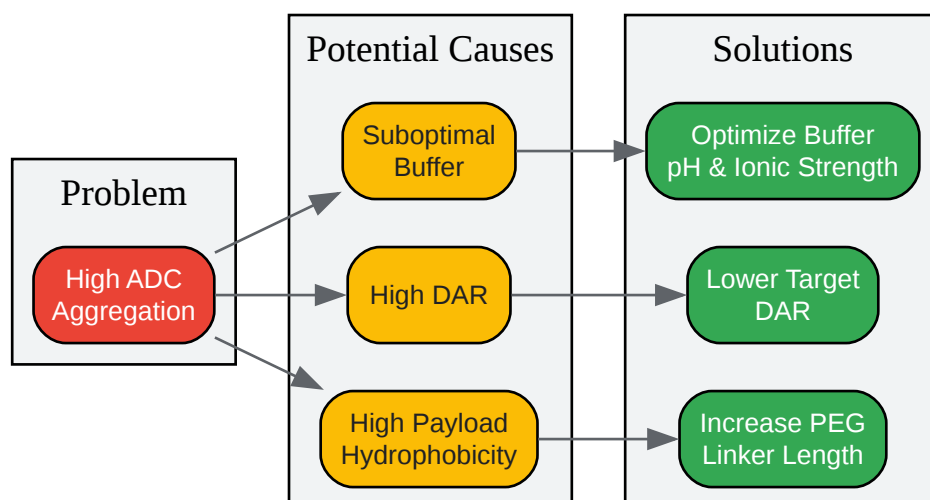 Problem
High ADC
Aggregation
Potential Causes
Suboptimal
Buffer
High DAR
High Payload
Hydrophobicity
Solutions
Optimize Buffer
pH & Ionic Strength
Lower Target
DAR
Increase PEG
Linker Length